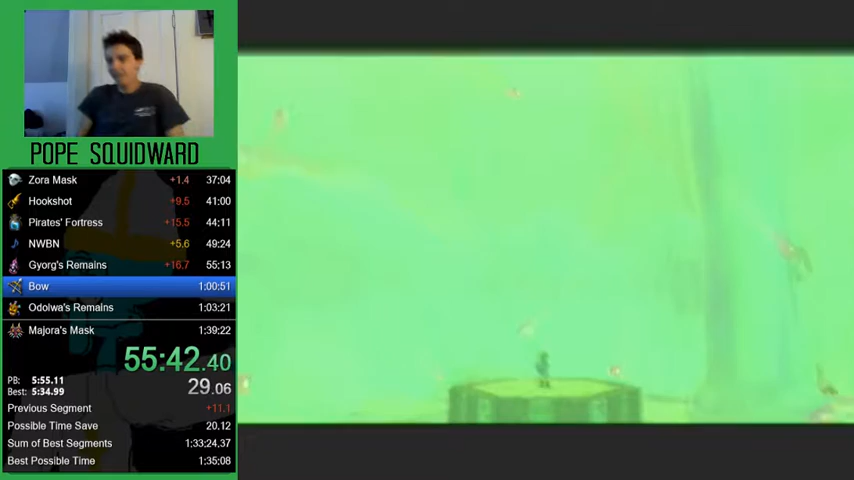 POPE SQUIDWARD
Zora Mask +1.4 37:04
Hookshot +9.5 41:00
Pirates' Fortress +15.5 44:11
NWBN +5.6 49:24
Gyorg's Remains +16.7 55:13
Bow 1:00:51
Odolwa's Remains 1:03:21
Majora's Mask 1:39:22
55:42.40
PB: 5:55.11
Best: 5:34.99
29.06
Previous Segment +11.1
Possible Time Save 20.12
Sum of Best Segments 1:33:24.37
Best Possible Time 1:35:08